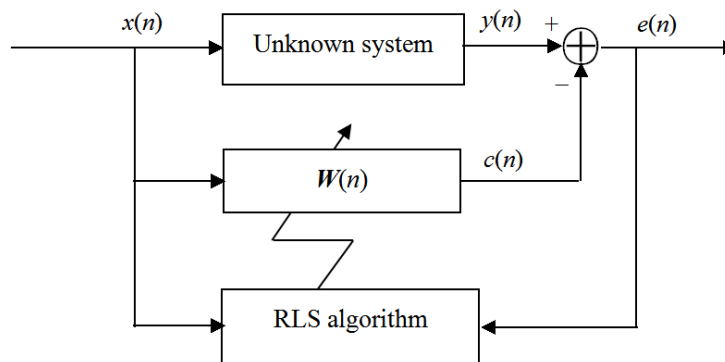 x(n)
Unknown system
y(n)
+
e(n)
−
W(n)
c(n)
RLS algorithm